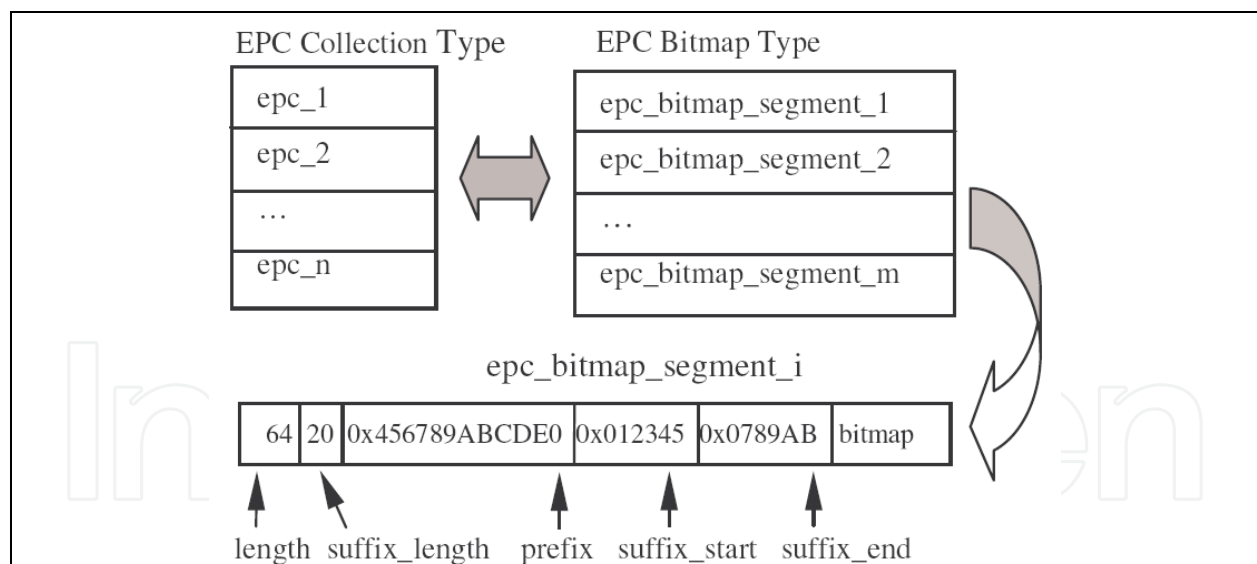 EPC Collection Type
EPC Bitmap Type
epc_1
epc_2
...
epc_n
epc_bitmap_segment_1
epc_bitmap_segment_2
...
epc_bitmap_segment_m
epc_bitmap_segment_i
64 20 0x456789ABCDE0 0x012345 0x0789AB bitmap
length suffix_length prefix suffix_start suffix_end